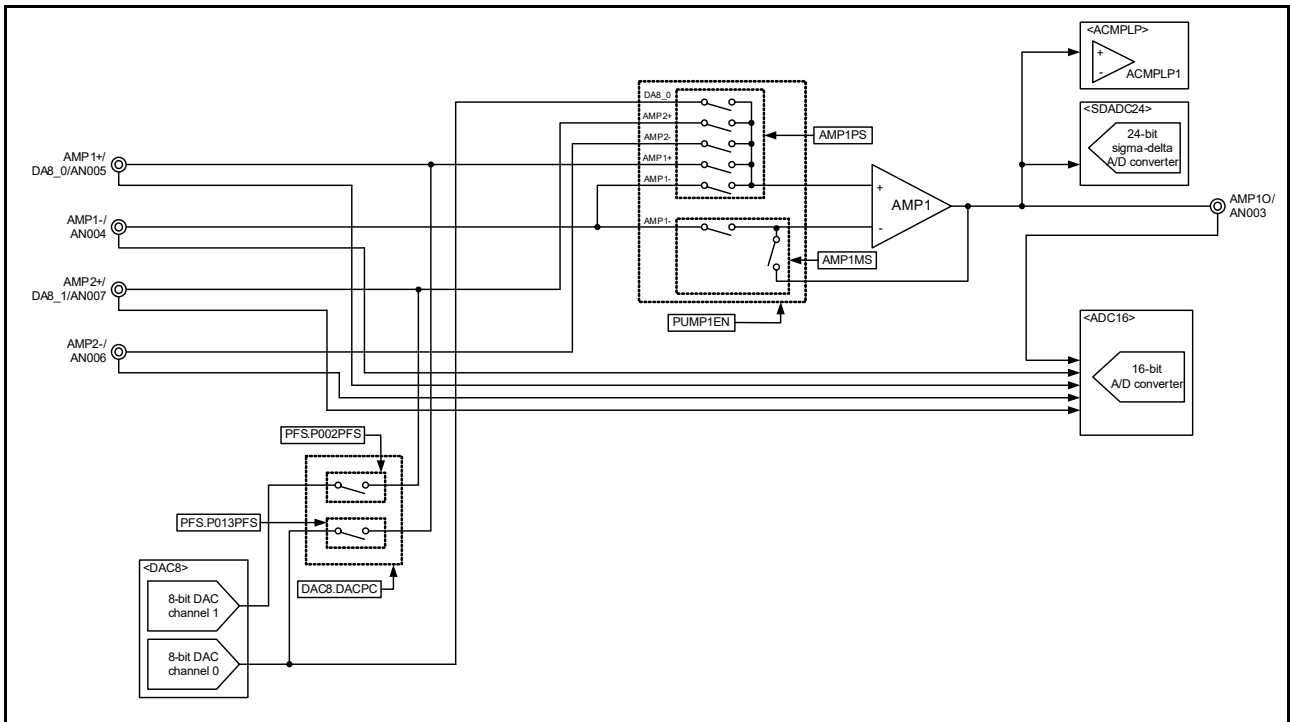 <ACMPLP>
+
-
ACMPLP1
<SDADC24>
24-bit
sigma-delta
A/D converter
DA8_0
AMP2+
AMP2-
AMP1+
AMP1-
AMP1-
AMP1PS
AMP1MS
PUMP1EN
+
AMP1
-
AMP1+/
DA8_0/AN005
AMP1-/
AN004
AMP2+/
DA8_1/AN007
AMP2-/
AN006
AMP1O/
AN003
<ADC16>
16-bit
A/D converter
PFS.P002PFS
PFS.P013PFS
DAC8.DACPC
<DAC8>
8-bit DAC
channel 1
8-bit DAC
channel 0